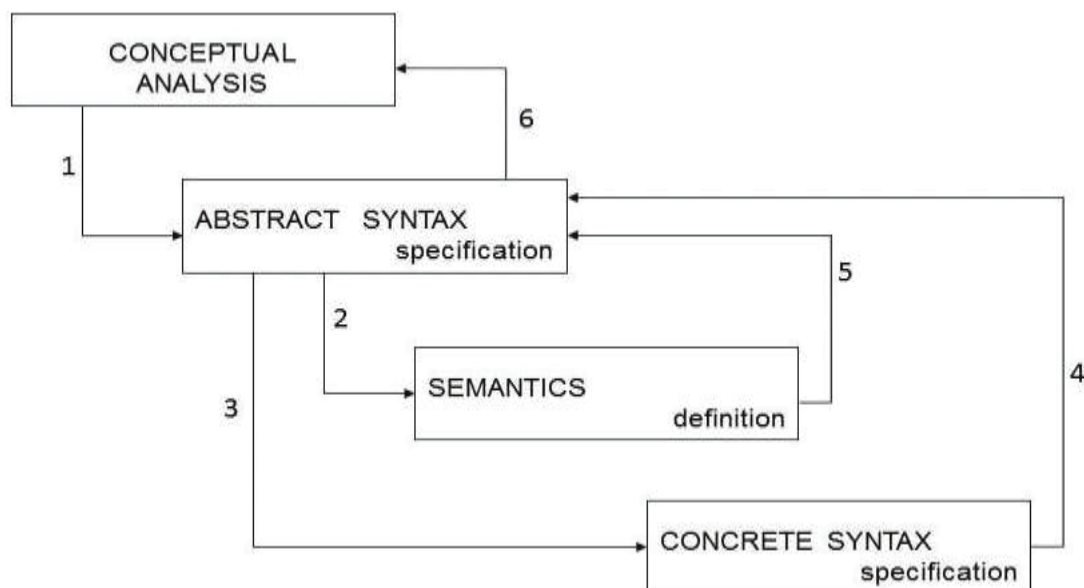 CONCEPTUAL
ANALYSIS
6
1
ABSTRACT SYNTAX
specification
5
2
SEMANTICS
definition
4
3
CONCRETE SYNTAX
specification